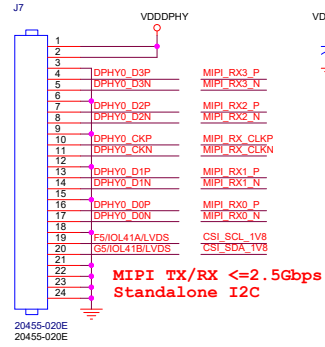 J7
VDDDPHY
VD
1
2
3
4 DPHY0_D3P MIPI_RX3_P
5 DPHY0_D3N MIPI_RX3_N
6
7 DPHY0_D2P MIPI_RX2_P
8 DPHY0_D2N MIPI_RX2_N
9
10 DPHY0_CKP MIPI_RX_CLKP
11 DPHY0_CKN MIPI_RX_CLKN
12
13 DPHY0_D1P MIPI_RX1_P
14 DPHY0_D1N MIPI_RX1_N
15
16 DPHY0_D0P MIPI_RX0_P
17 DPHY0_D0N MIPI_RX0_N
18
19 F5/IOL41A/LVDS CSI_SCL_1V8
20 G5/IOL41B/LVDS CSI_SDA_1V8
21
22
23
24
MIPI TX/RX <=2.5Gbps
Standalone I2C
20455-020E
20455-020E